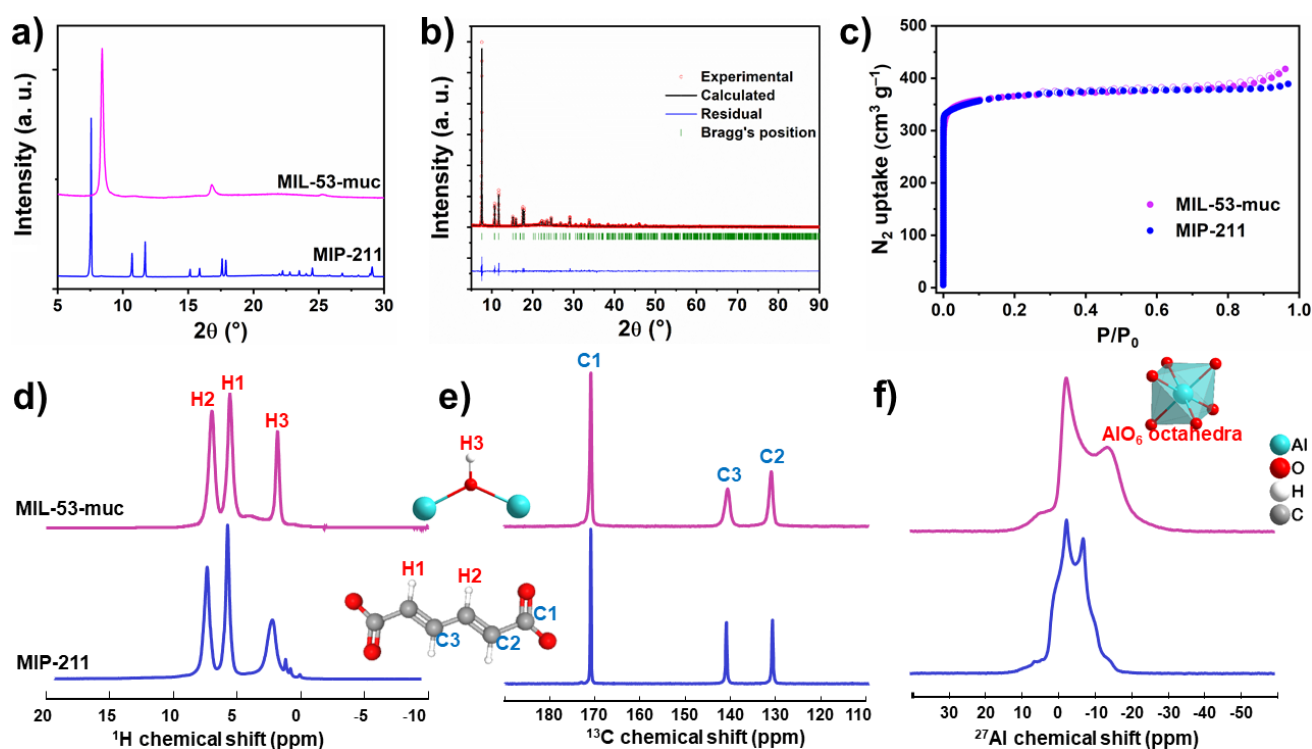 a)
Intensity (a. u.)
MIL-53-muc
MIP-211
5 10 15 20 25 30
2θ (°)
b)
Intensity (a. u.)
Experimental
Calculated
Residual
Bragg's position
10 20 30 40 50 60 70 80 90
2θ (°)
c)
N₂ uptake (cm³ g⁻¹)
500
400
300
200
100
0
MIL-53-muc
MIP-211
0.0 0.2 0.4 0.6 0.8 1.0
P/P₀
d)
H2
H1
H3
MIL-53-muc
MIP-211
20 15 10 5 0 -5 -10
¹H chemical shift (ppm)
H3
H1
H2
C1
C3
C2
e)
C1
C3
C2
180 170 160 150 140 130 120 110
¹³C chemical shift (ppm)
f)
AlO₆ octahedra
Al
O
H
C
30 20 10 0 -10 -20 -30 -40 -50
²⁷Al chemical shift (ppm)